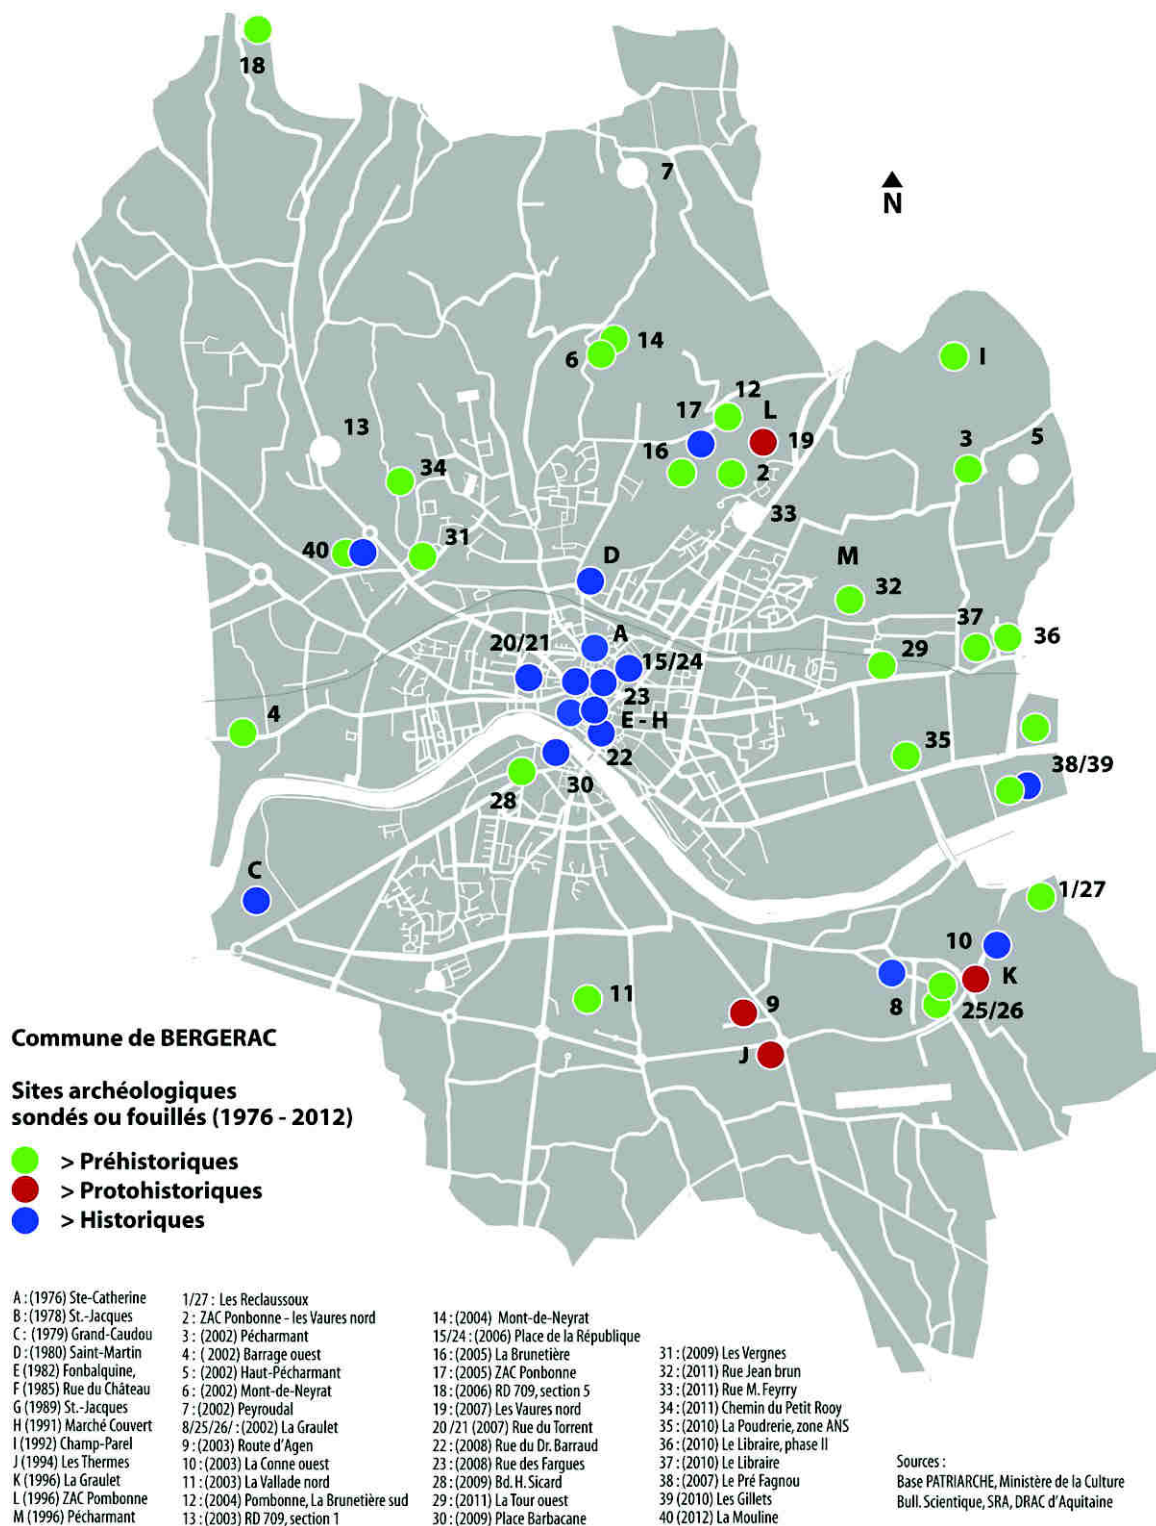 18
7
N
14
6
I
12
17
L
13
19
3
5
16
34
2
33
40
31
D
M
32
37
36
A
20/21
15/24
29
23
4
E - H
35
22
38/39
28
30
C
1/27
10
K
8
25/26
11
9
J
Commune de BERGERAC
Sites archéologiques
sondés ou fouillés (1976 - 2012)
> Préhistoriques
> Protohistoriques
> Historiques
A : (1976) Ste-Catherine
B : (1978) St.-Jacques
C : (1979) Grand-Caudou
D : (1980) Saint-Martin
E (1982) Fonbalquine,
F (1985) Rue du Château
G (1989) St.-Jacques
H (1991) Marché Couvert
I (1992) Champ-Parel
J (1994) Les Thermes
K (1996) La Graulet
L (1996) ZAC Pombonne
M (1996) Pécharmant
1/27 : Les Reclaussoux
2 : ZAC Ponbonne - les Vaures nord
3 : (2002) Pécharmant
4 : ( 2002) Barrage ouest
5 : (2002) Haut-Pécharmant
6 : (2002) Mont-de-Neyrat
7 : (2002) Peyroudal
8/25/26/ : (2002) La Graulet
9 : (2003) Route d'Agen
10 : (2003) La Conne ouest
11 : (2003) La Vallade nord
12 : (2004) Pombonne, La Brunetière sud
13 : (2003) RD 709, section 1
14 : (2004) Mont-de-Neyrat
15/24 : (2006) Place de la République
16 : (2005) La Brunetière
17 : (2005) ZAC Ponbonne
18 : (2006) RD 709, section 5
19 : (2007) Les Vaures nord
20/21 (2007) Rue du Torrent
22 : (2008) Rue du Dr. Barraud
23 : (2008) Rue des Fargues
28 : (2009) Bd. H. Sicard
29 : (2011) La Tour ouest
30 : (2009) Place Barbacane
31 : (2009) Les Vergnes
32 : (2011) Rue Jean brun
33 : (2011) Rue M. Feyrry
34 : (2011) Chemin du Petit Rooy
35 : (2010) La Poudrerie, zone ANS
36 : (2010) Le Libraire, phase II
37 : (2010) Le Libraire
38 : (2007) Le Pré Fagnou
39 (2010) Les Gillets
40 (2012) La Mouline
Sources :
Base PATRIARCHE, Ministère de la Culture
Bull. Scientique, SRA, DRAC d'Aquitaine